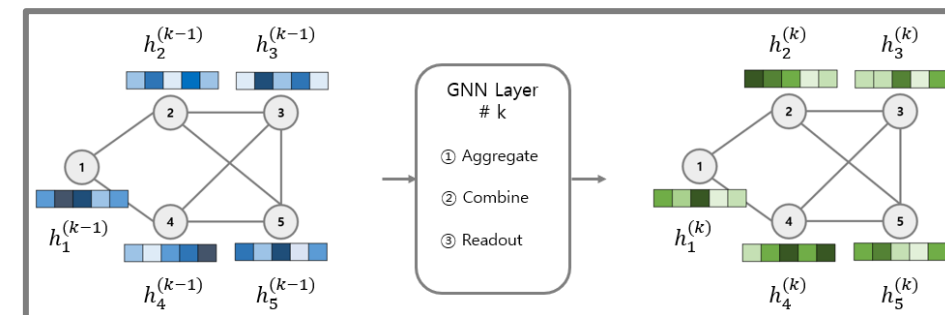 h_2^{(k-1)} h_3^{(k-1)}
2 3
1
h_1^{(k-1)}
4 5
h_4^{(k-1)} h_5^{(k-1)}
GNN Layer
# k
① Aggregate
② Combine
③ Readout
h_2^{(k)} h_3^{(k)}
2 3
1
h_1^{(k)}
4 5
h_4^{(k)} h_5^{(k)}